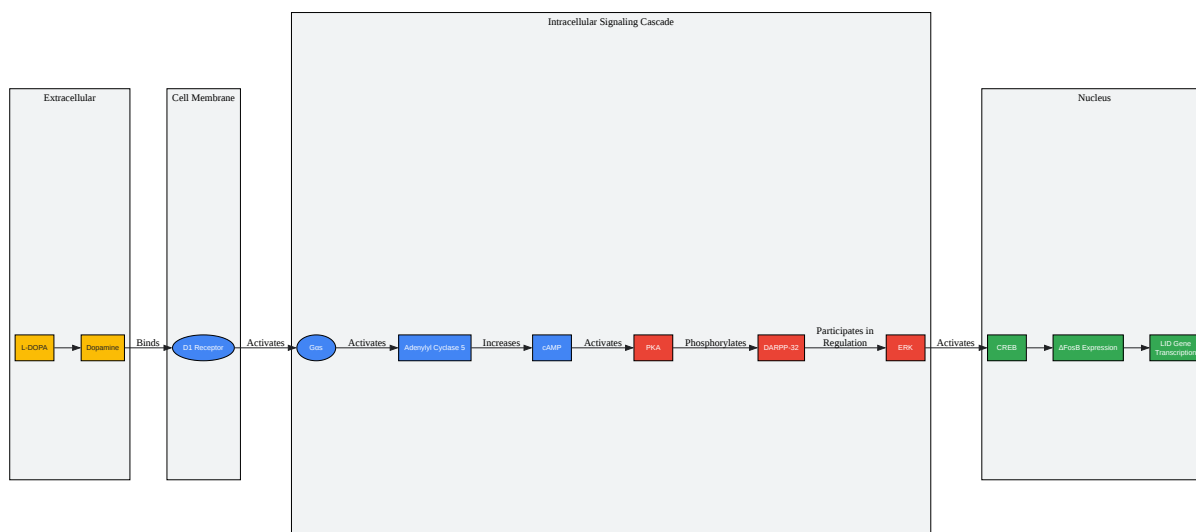 Intracellular Signaling Cascade
Extracellular
Cell Membrane
Nucleus
L-DOPA
Dopamine
Binds
D1 Receptor
Activates
Gαs
Activates
Adenylyl Cyclase 5
Increases
cAMP
Activates
PKA
Phosphorylates
DARPP-32
Participates in
Regulation
ERK
Activates
CREB
ΔFosB Expression
LID Gene
Transcription